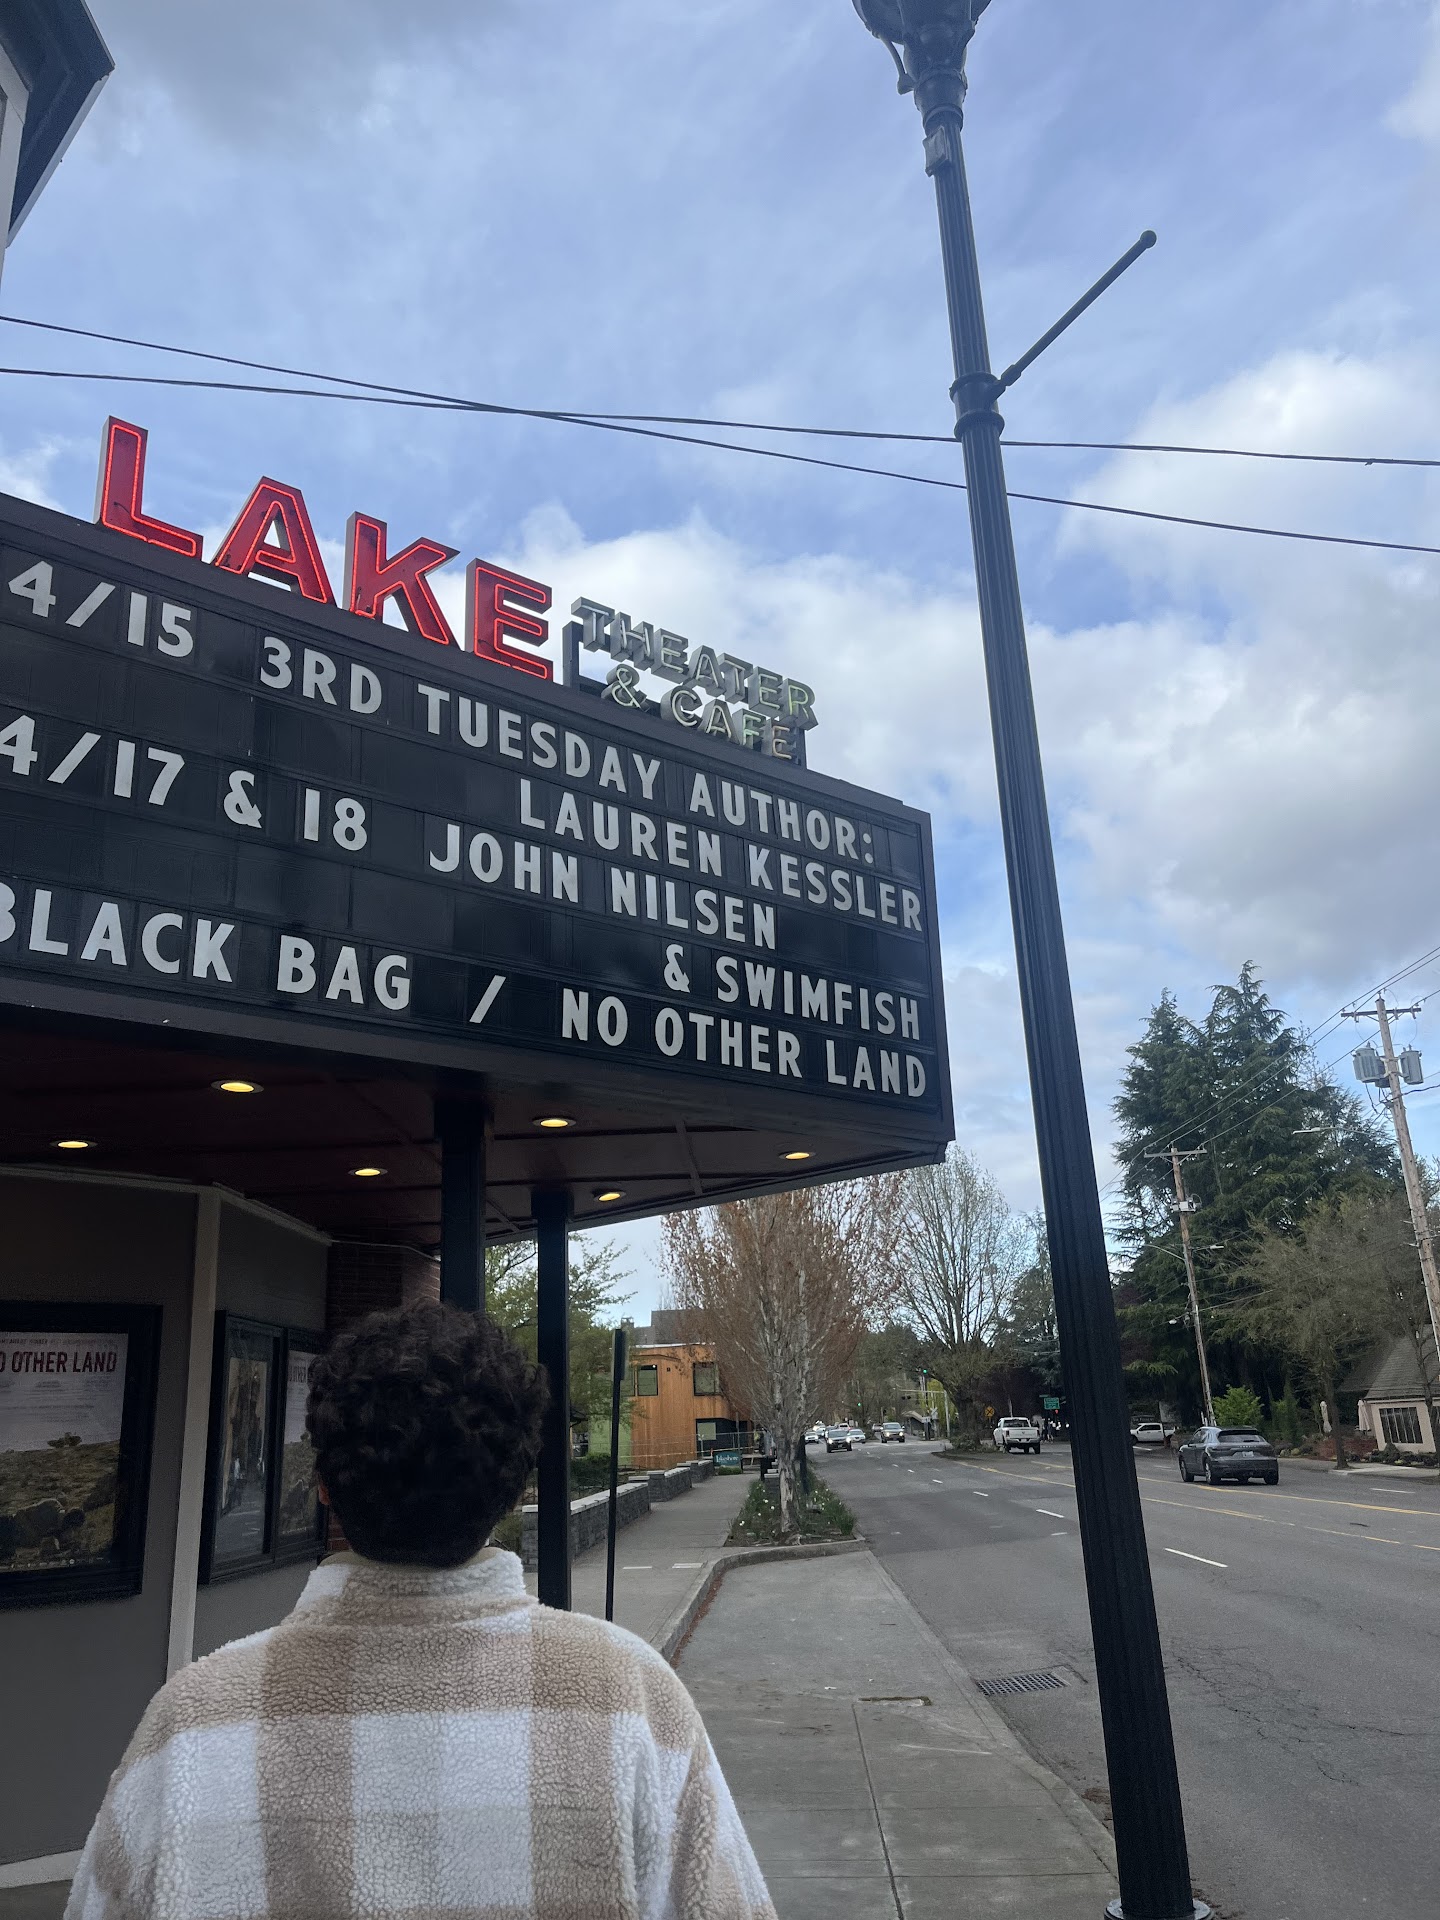 LAKE
THEATER
& CAFE
4/15 3RD TUESDAY AUTHOR:
LAUREN KESSLER
4/17 & 18 JOHN NILSEN
& SWIMFISH
BLACK BAG / NO OTHER LAND
O OTHER LAND